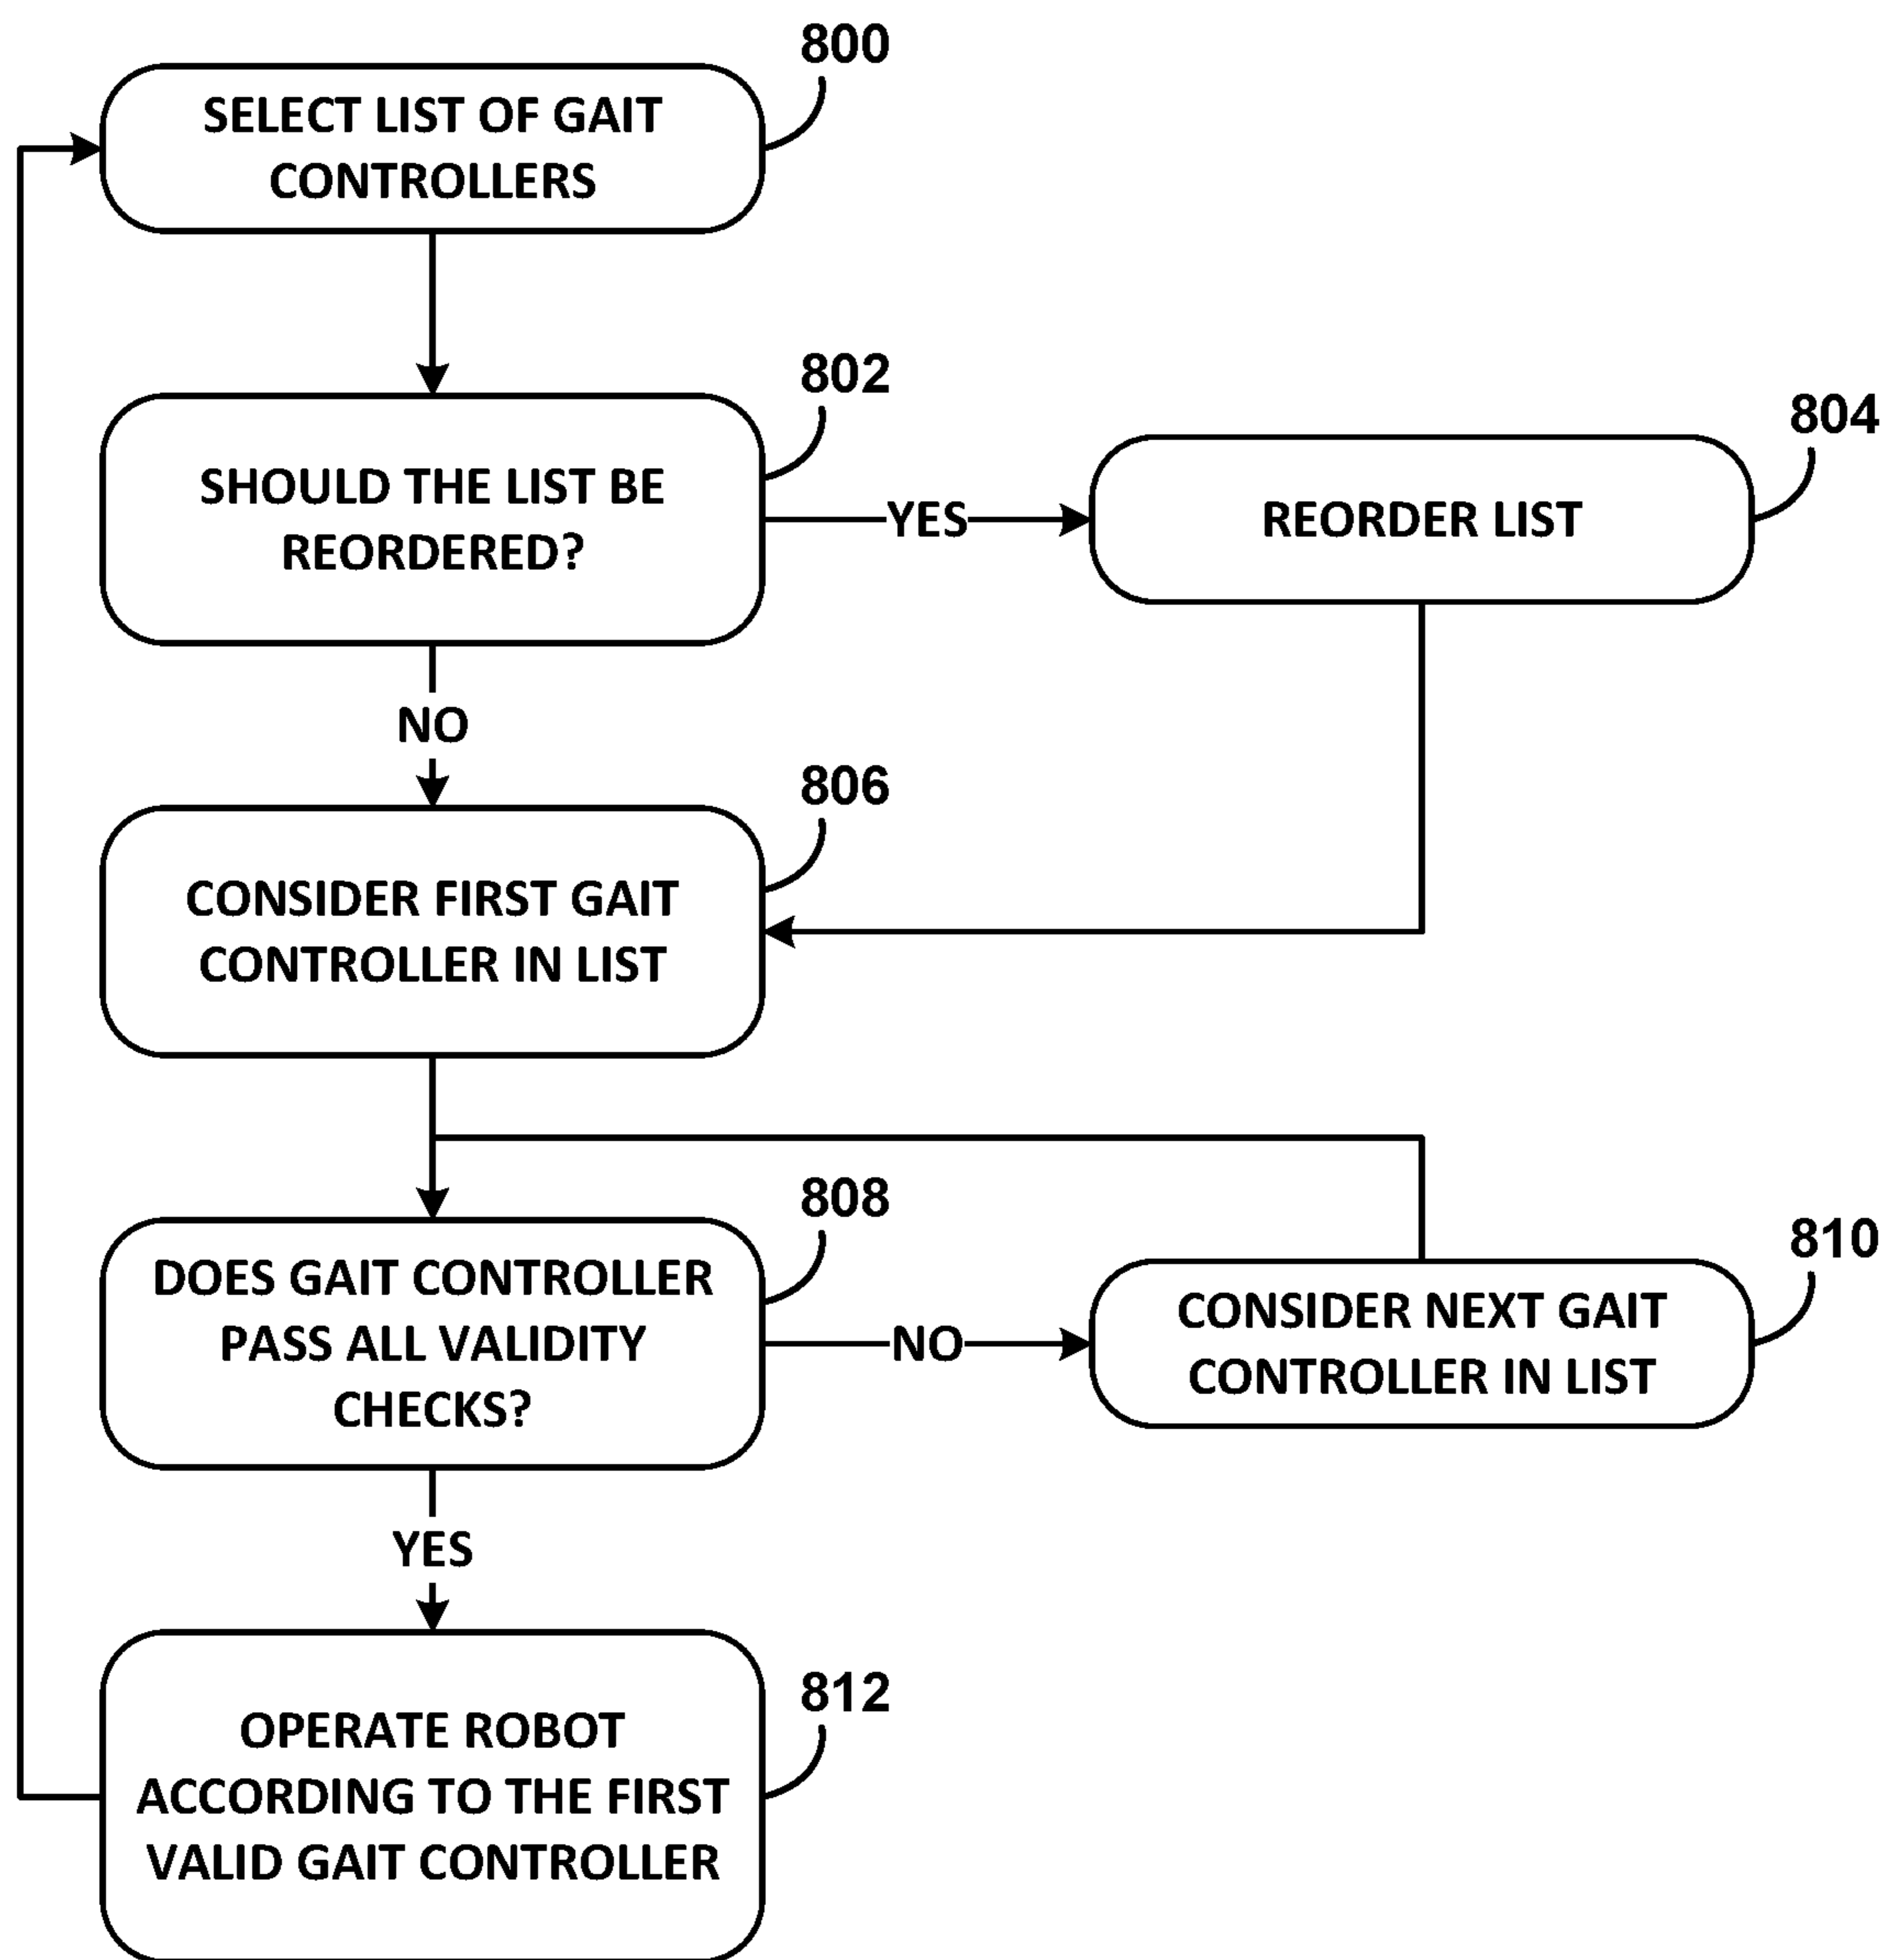 800
SELECT LIST OF GAIT
CONTROLLERS
802
SHOULD THE LIST BE
REORDERED?
YES
804
REORDER LIST
NO
806
CONSIDER FIRST GAIT
CONTROLLER IN LIST
808
DOES GAIT CONTROLLER
PASS ALL VALIDITY
CHECKS?
NO
810
CONSIDER NEXT GAIT
CONTROLLER IN LIST
YES
812
OPERATE ROBOT
ACCORDING TO THE FIRST
VALID GAIT CONTROLLER